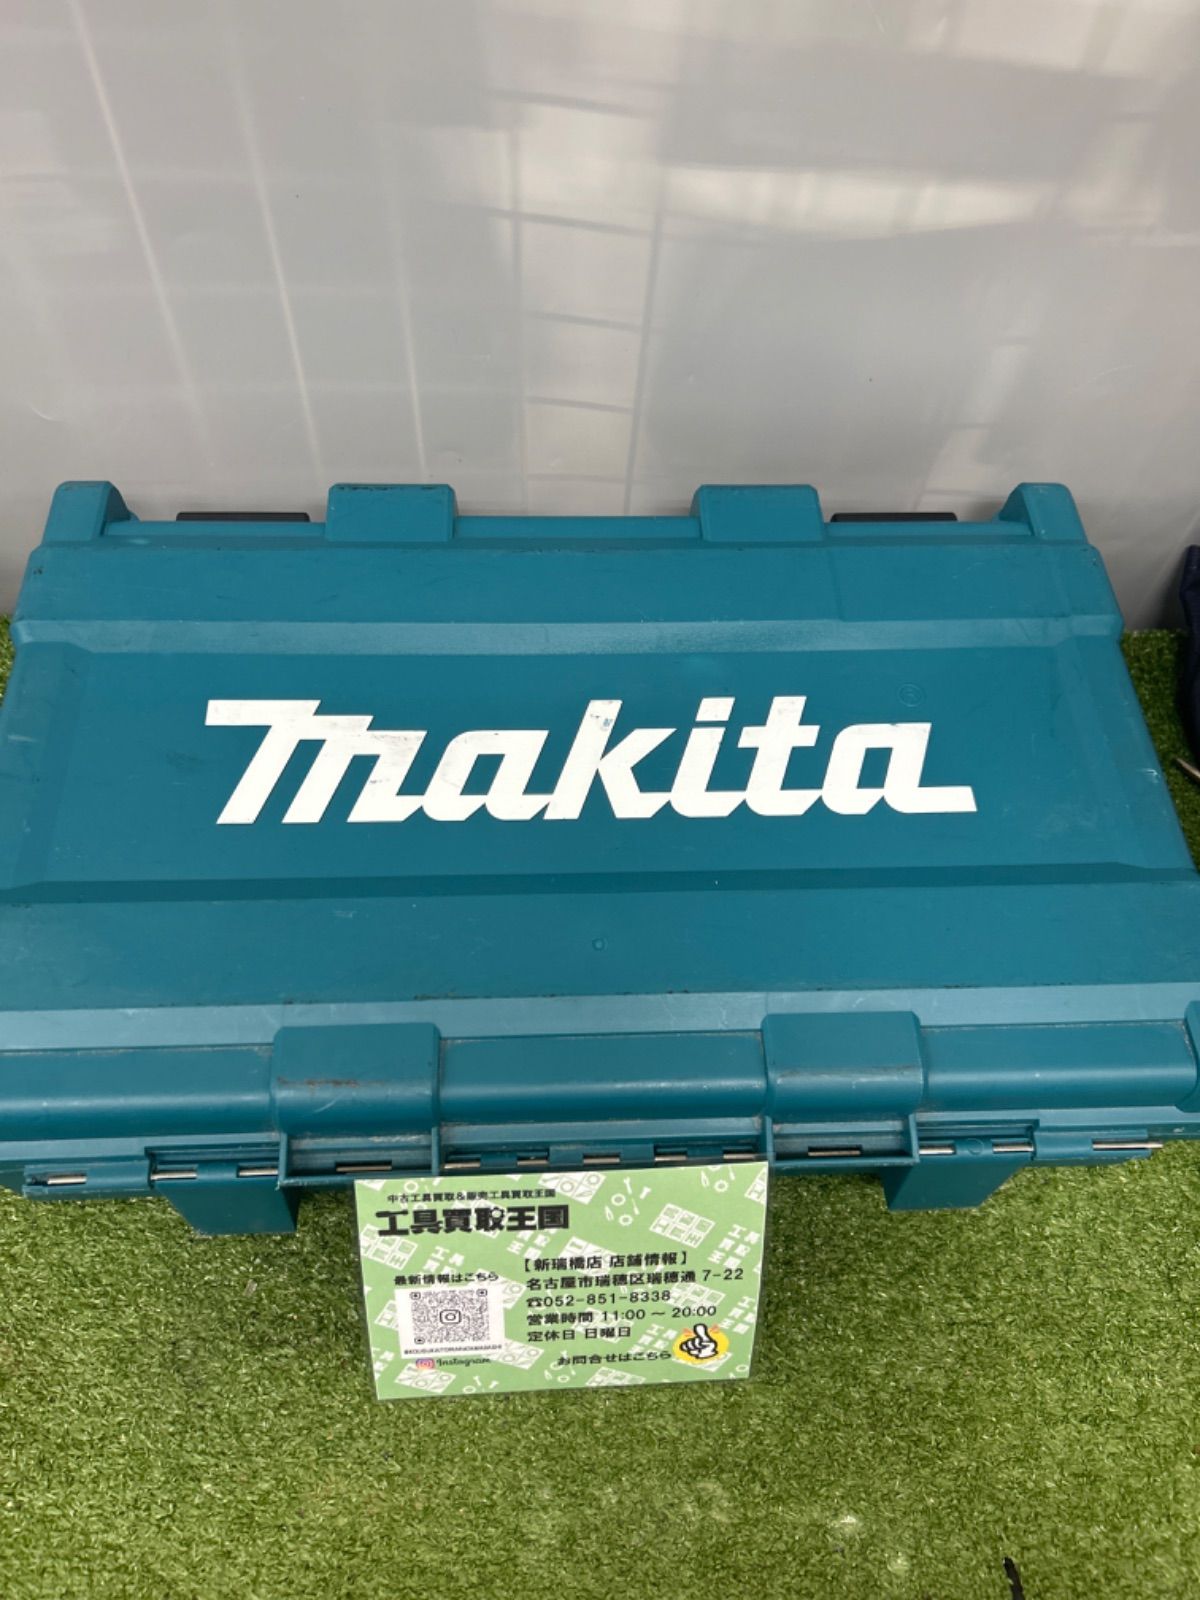 makita
中古工具買取&販売工具買取王国
工具買取王国
最新情報はこちら
【新瑞橋店 店舗情報】
名古屋市瑞穂区瑞穂通 7-22
☎052-851-8338
営業時間 11:00 ～ 20:00
定休日 日曜日
お問合せはこちら
Instagram